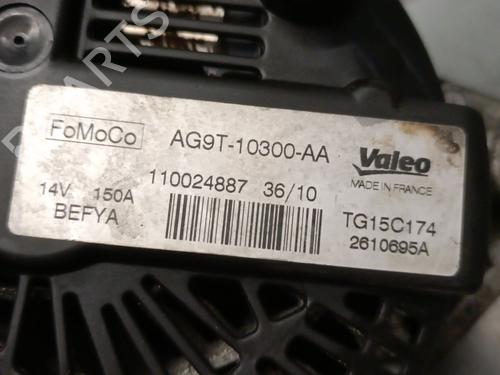 FoMoCo
AG9T-10300-AA
Valeo
MADE IN FRANCE
14V 150A
110024887 36/10
BEFYA
TG15C174
2610695A